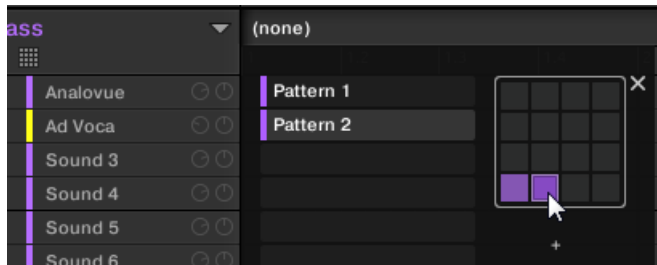 ass
(none)
Analovue
Pattern 1
Ad Voca
Pattern 2
Sound 3
Sound 4
Sound 5
Sound 6